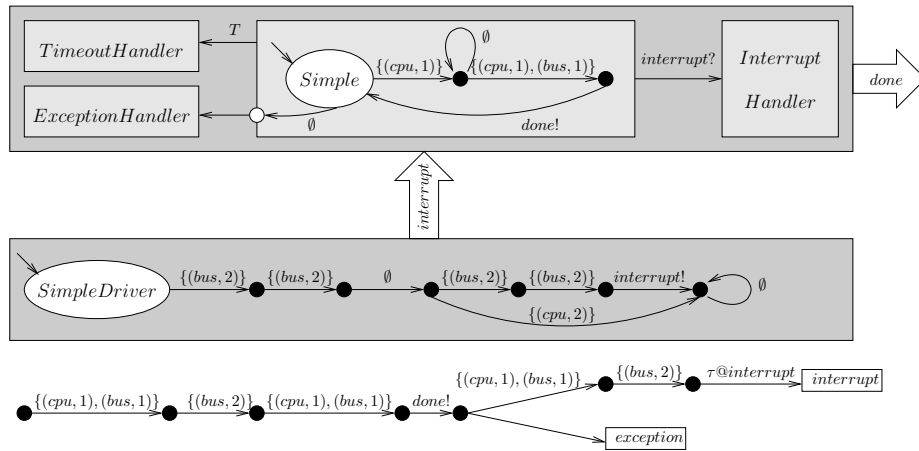 TimeoutHandler
T
∅
{(cpu, 1)}
{(cpu, 1), (bus, 1)}
Simple
interrupt?
Interrupt
Handler
done
ExceptionHandler
∅
done!
interrupt
SimpleDriver
{(bus, 2)}
{(bus, 2)}
∅
{(bus, 2)}
{(bus, 2)}
interrupt!
∅
{(cpu, 2)}
{(cpu, 1), (bus, 1)}
{(bus, 2)}
{(cpu, 1), (bus, 1)}
done!
{(cpu, 1), (bus, 1)}
{(bus, 2)}
τ@interrupt
interrupt
exception